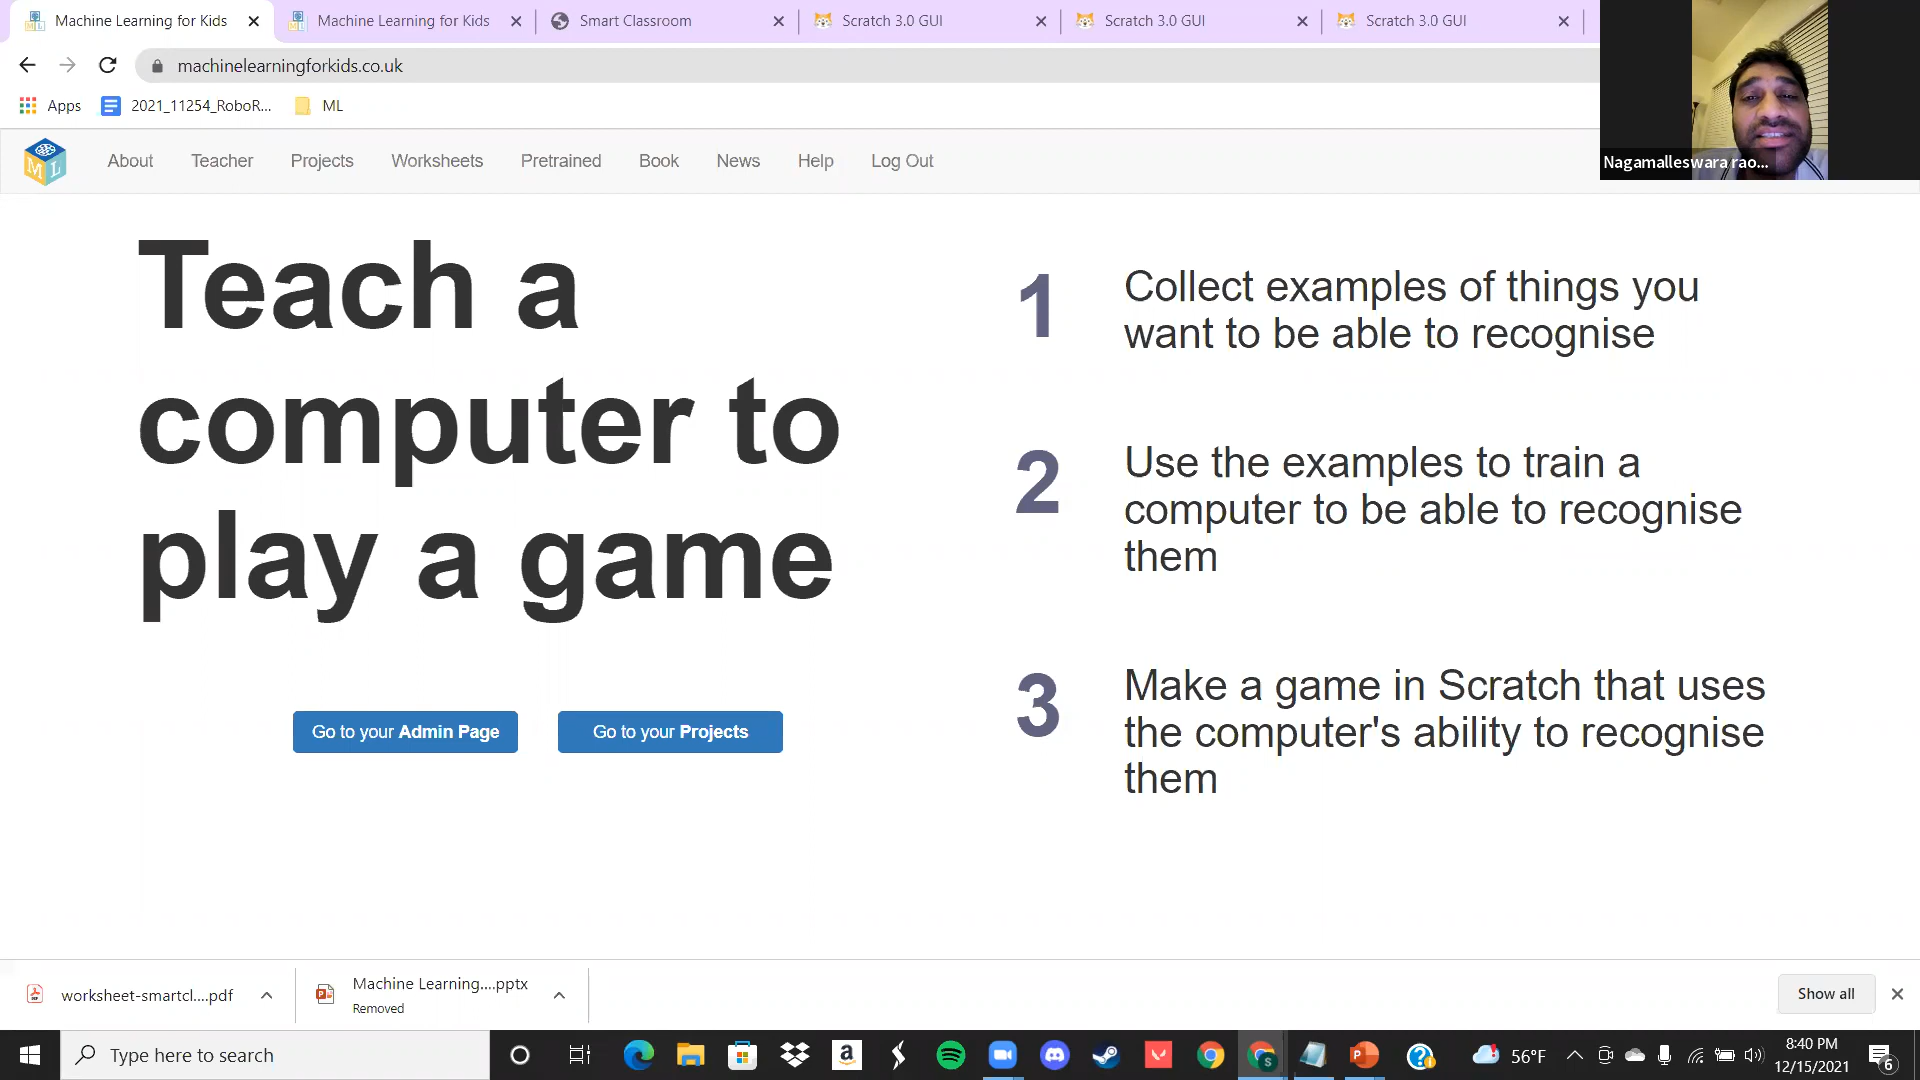 Machine Learning for Kids
Machine Learning for Kids
Smart Classroom
Scratch 3.0 GUI
Scratch 3.0 GUI
Scratch 3.0 GUI
machinelearningforkids.co.uk
Apps
2021_11254_RoboR...
ML
Nagamalleswara rao...
ML
About
Teacher
Projects
Worksheets
Pretrained
Book
News
Help
Log Out
Teach a
computer to
play a game
Go to your Admin Page
Go to your Projects
1
Collect examples of things you
want to be able to recognise
2
Use the examples to train a
computer to be able to recognise
them
3
Make a game in Scratch that uses
the computer's ability to recognise
them
worksheet-smartcl....pdf
Machine Learning....pptx
Removed
Show all
Type here to search
56°F
8:40 PM
12/15/2021
6